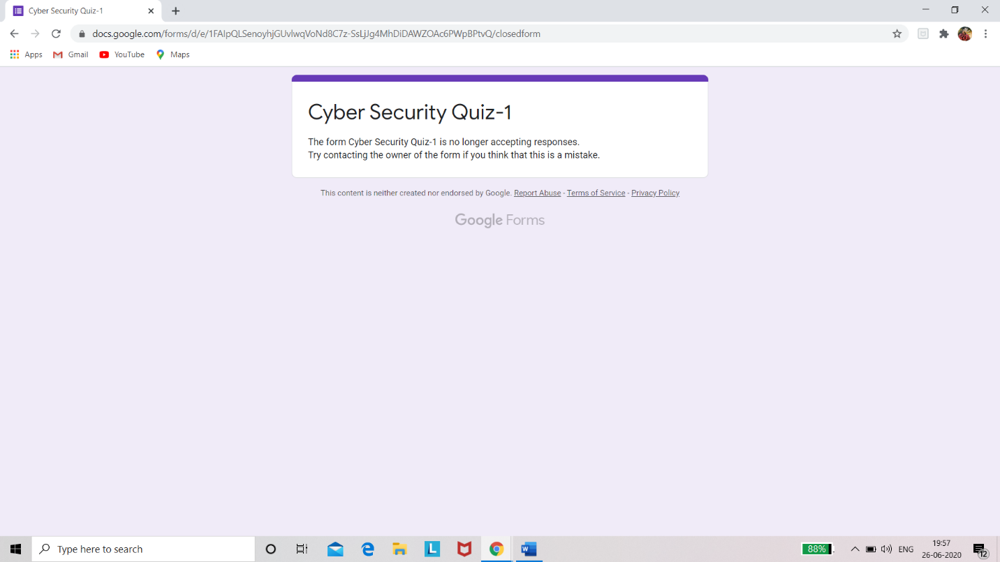 Cyber Security Quiz-1
docs.google.com/forms/d/e/1FAIpQLSenoyhjGUvlwqVoNd8C7z-SsLjJg4MhDiDAWZOAc6PWpBPtvQ/closedform
Apps Gmail YouTube Maps
Cyber Security Quiz-1
The form Cyber Security Quiz-1 is no longer accepting responses.
Try contacting the owner of the form if you think that this is a mistake.
This content is neither created nor endorsed by Google. Report Abuse - Terms of Service - Privacy Policy
Google Forms
Type here to search
L
W
88%
ENG
19:57
26-06-2020
12